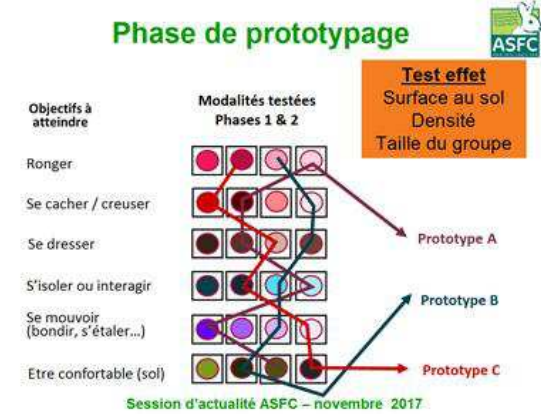 Phase de prototypage
ASFC
Test effet
Surface au sol
Densité
Taille du groupe
Objectifs à
atteindre
Modalités testées
Phases 1 & 2
Ronger
Se cacher / creuser
Se dresser
Prototype A
S'isoler ou interagir
Prototype B
Se mouvoir
(bondir, s'étaler...)
Etre confortable (sol)
Prototype C
Session d'actualité ASFC – novembre 2017